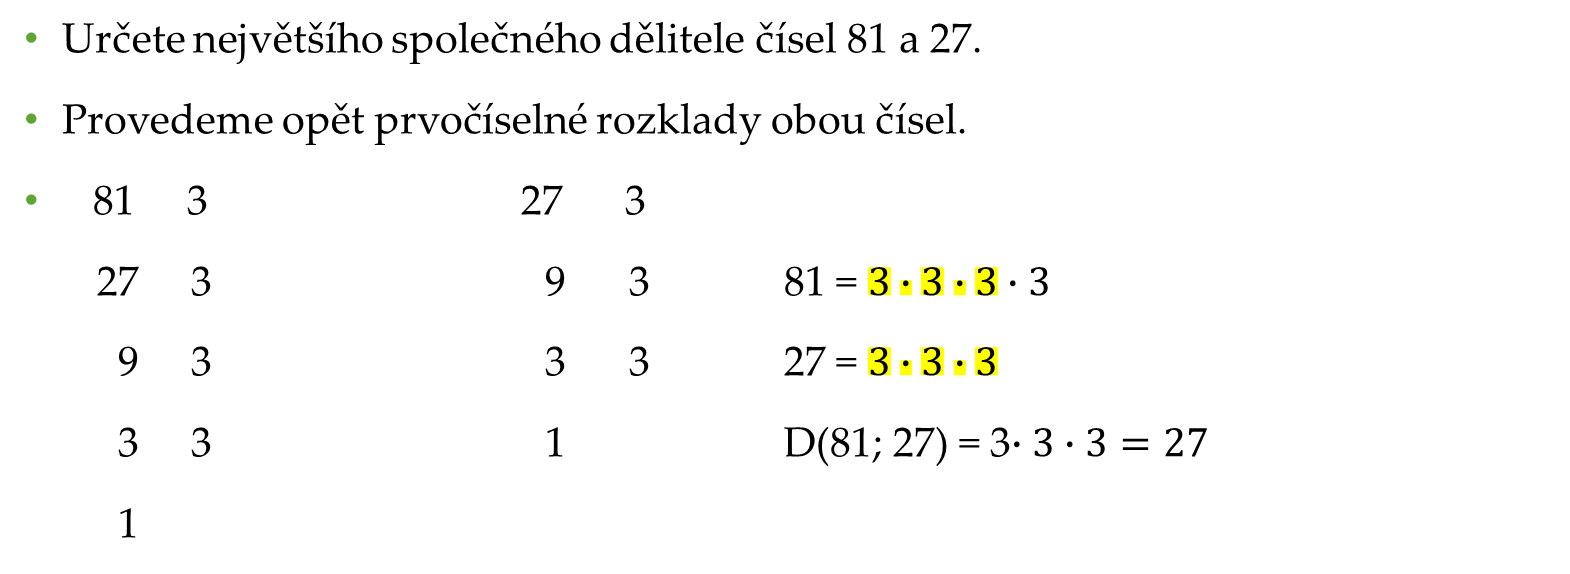 • Určete největšího společného dělitele čísel 81 a 27.
• Provedeme opět prvočíselné rozklady obou čísel.
• 81 3 27 3
27 3 9 3 81 = 3 · 3 · 3 · 3
9 3 3 3 27 = 3 · 3 · 3
3 3 1 D(81; 27) = 3· 3 · 3 = 27
1